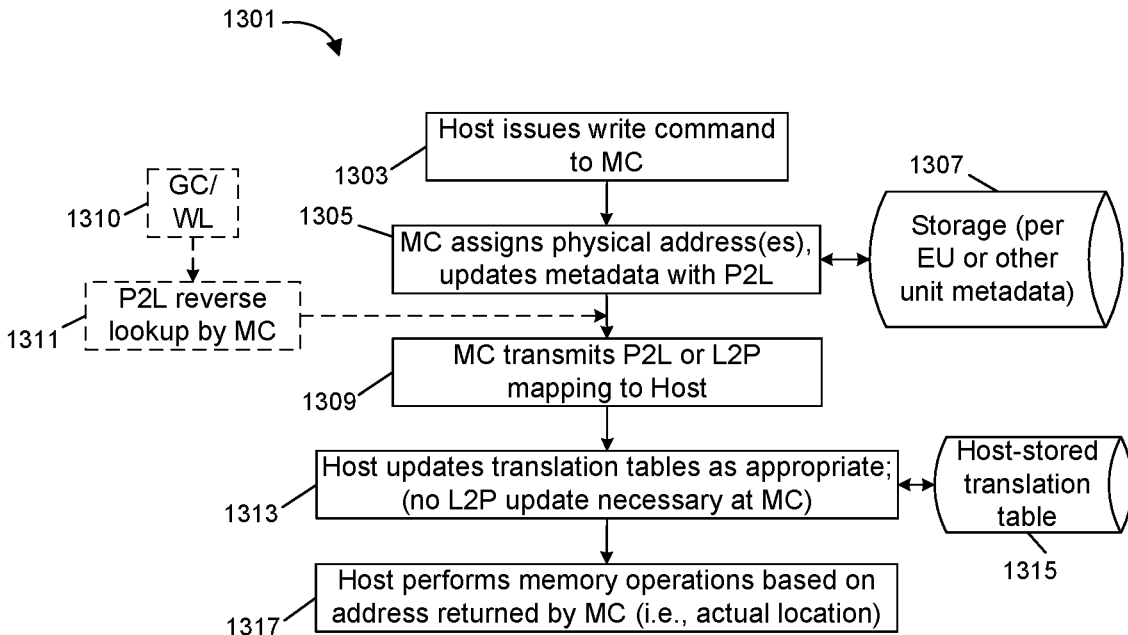 1301
Host issues write command
to MC
1303
1307
GC/
WL
1310
1305
MC assigns physical address(es),
updates metadata with P2L
Storage (per
EU or other
unit metadata)
P2L reverse
lookup by MC
1311
MC transmits P2L or L2P
mapping to Host
1309
Host updates translation tables as appropriate;
(no L2P update necessary at MC)
1313
Host-stored
translation
table
1315
Host performs memory operations based on
address returned by MC (i.e., actual location)
1317